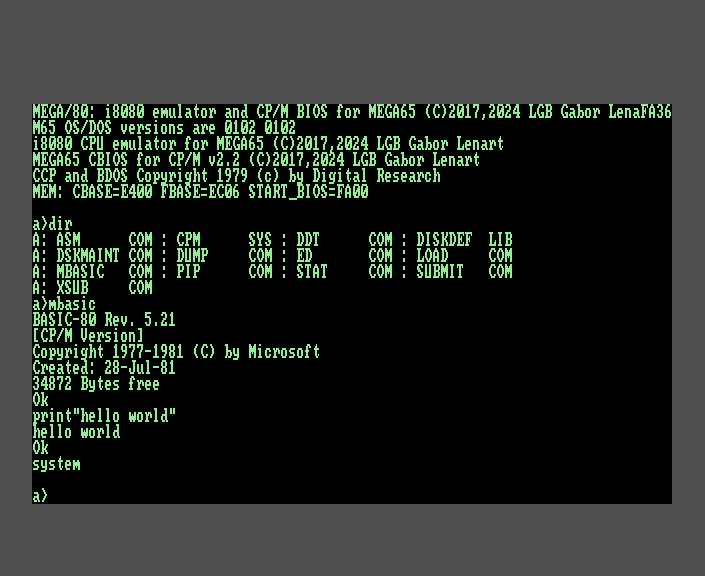 MEGA/80: i8080 emulator and CP/M BIOS for MEGA65 (C)2017,2024 LGB Gabor LenaFA36
M65 OS/DOS versions are 0102 0102
i8080 CPU emulator for MEGA65 (C)2017,2024 LGB Gabor Lenart
MEGA65 CBIOS for CP/M v2.2 (C)2017,2024 LGB Gabor Lenart
CCP and BDOS Copyright 1979 (c) by Digital Research
MEM: CBASE=E400 FBASE=EC06 START_BIOS=FA00
a>dir
A: ASM      COM : CPM      SYS : DDT      COM : DISKDEF  LIB
A: DSKMAINT COM : DUMP     COM : ED       COM : LOAD     COM
A: MBASIC   COM : PIP      COM : STAT     COM : SUBMIT   COM
A: XSUB     COM
a>mbasic
BASIC-80 Rev. 5.21
[CP/M Version]
Copyright 1977-1981 (C) by Microsoft
Created: 28-Jul-81
34872 Bytes free
Ok
print"hello world"
hello world
Ok
system
a>